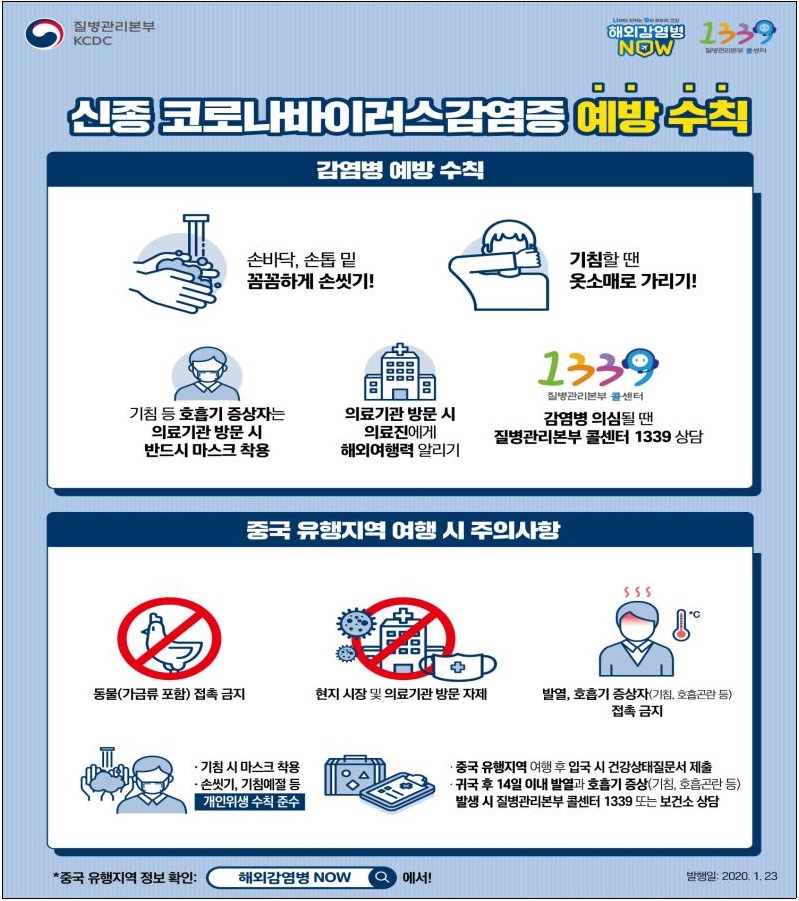 질병관리본부
KCDC
해외감염병
NOW
1339
질병관리본부 콜센터
신종 코로나바이러스감염증 예방 수칙
감염병 예방 수칙
손바닥, 손톱 밑
꼼꼼하게 손씻기!
기침할 땐
옷소매로 가리기!
기침 등 호흡기 증상자는
의료기관 방문 시
반드시 마스크 착용
의료기관 방문 시
의료진에게
해외여행력 알리기
1339
질병관리본부 콜센터
감염병 의심될 땐
질병관리본부 콜센터 1339 상담
중국 유행지역 여행 시 주의사항
동물(가금류 포함) 접촉 금지
현지 시장 및 의료기관 방문 자제
°C
발열, 호흡기 증상자(기침, 호흡곤란 등)
접촉 금지
· 기침 시 마스크 착용
· 손씻기, 기침예절 등
개인위생 수칙 준수
· 중국 유행지역 여행 후 입국 시 건강상태질문서 제출
· 귀국 후 14일 이내 발열과 호흡기 증상(기침, 호흡곤란 등)
발생 시 질병관리본부 콜센터 1339 또는 보건소 상담
*중국 유행지역 정보 확인: 해외감염병 NOW 에서!
발행일: 2020. 1. 23